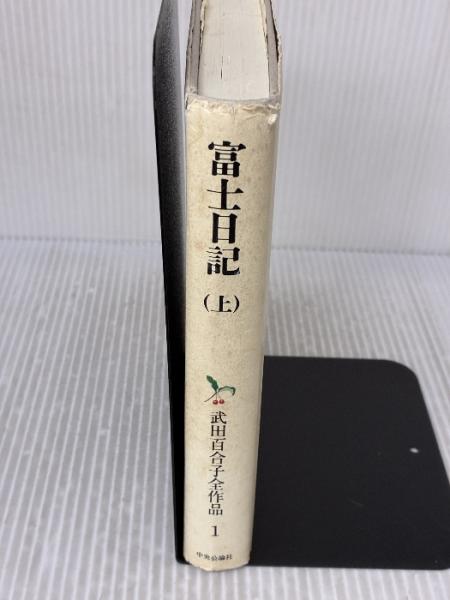 富士日記
(上)
武田百合子全作品
1
中央公論社